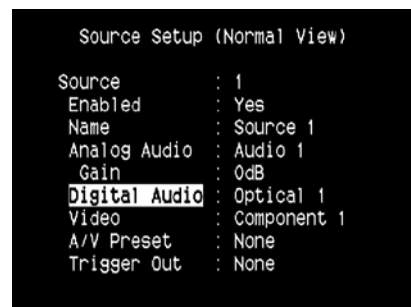 Source Setup (Normal View)
Source : 1
Enabled : Yes
Name : Source 1
Analog Audio : Audio 1
Gain : 0dB
Digital Audio : Optical 1
Video : Component 1
A/V Preset : None
Trigger Out : None